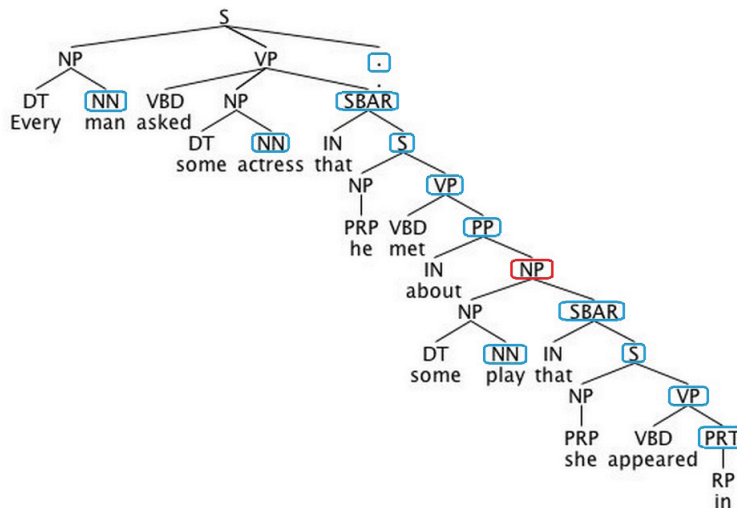 S
NP VP .
DT NN VBD NP SBAR .
Every man asked
DT NN IN S
some actress that
NP VP
PRP VBD PP
he met
IN NP
about
NP SBAR
DT NN IN S
some play that
NP VP
PRP VBD PRT
she appeared
RP
in